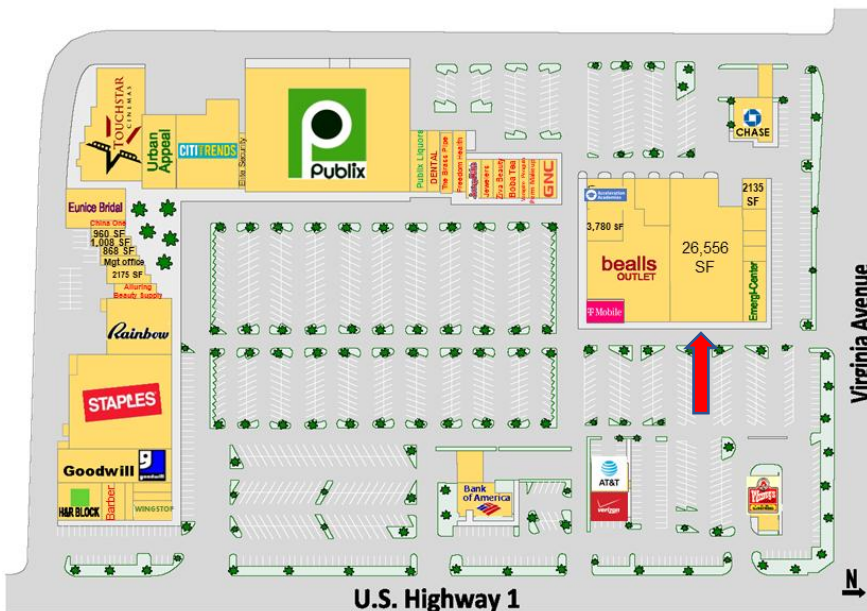 TOUCHSTAR
CINEMAS
Urban
Appeal
CITITRENDS
Elite Security
Publix
Publix Liquors
DENTAL
The Brass Pipe
Freedom Health
Jewelers
Ziva Beauty
Boba Tea
GNC
CHASE
Eunice Bridal
China One
960 SF
1,008 SF
868 SF
Mgt office
2175 SF
Alluring
Beauty Supply
Rainbow
STAPLES
Goodwill
g
goodwill
H&R BLOCK
Barber
WINGSTOP
Acceleration
Academies
3,780 SF
bealls
OUTLET
T Mobile
26,556
SF
2135
SF
Emergi-Center
Virginia Avenue
Bank
of America
AT&T
verizon
Wendy's
U.S. Highway 1
N